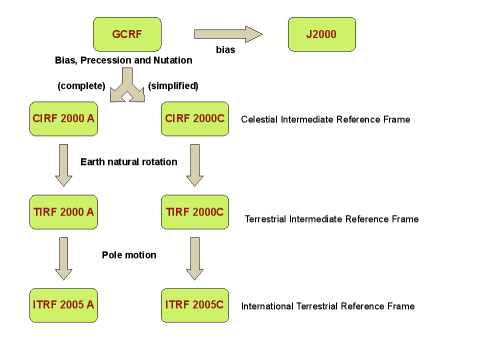 GCRF
J2000
bias
Bias, Precession and Nutation
(complete)
(simplified)
CIRF 2000 A
CIRF 2000C
Celestial Intermediate Reference Frame
Earth natural rotation
TIRF 2000 A
TIRF 2000C
Terrestrial Intermediate Reference Frame
Pole motion
ITRF 2005 A
ITRF 2005C
International Terrestrial Reference Frame